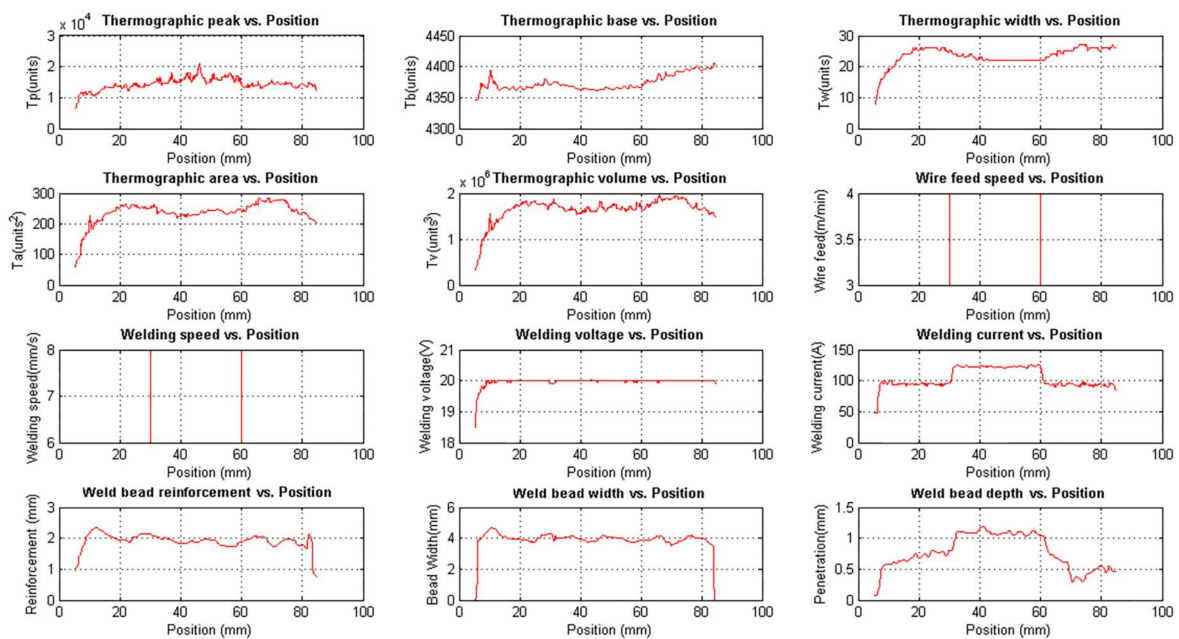 Thermographic peak vs. Position
x 10^4
Tp(units)
3
2
1
0
0 20 40 60 80 100
Position (mm)
Thermographic base vs. Position
Tb(units)
4450
4400
4350
4300
0 20 40 60 80 100
Position (mm)
Thermographic width vs. Position
Tw(units)
30
20
10
0
0 20 40 60 80 100
Position (mm)
Thermographic area vs. Position
Ta(units²)
300
200
100
0
0 20 40 60 80 100
Position (mm)
x 10^6 Thermographic volume vs. Position
Tv(units³)
2
1
0
0 20 40 60 80 100
Position (mm)
Wire feed speed vs. Position
Wire feed(m/min)
4
3.5
3
0 20 40 60 80 100
Position (mm)
Welding speed vs. Position
Welding speed(mm/s)
8
7
6
0 20 40 60 80 100
Position (mm)
Welding voltage vs. Position
Welding voltage(V)
21
20
19
18
0 20 40 60 80 100
Position (mm)
Welding current vs. Position
Welding current(A)
150
100
50
0
0 20 40 60 80 100
Position (mm)
Weld bead reinforcement vs. Position
Reinforcement (mm)
3
2
1
0
0 20 40 60 80 100
Position (mm)
Weld bead width vs. Position
Bead Width(mm)
6
4
2
0
0 20 40 60 80 100
Position (mm)
Weld bead depth vs. Position
Penetration(mm)
1.5
1
0.5
0
0 20 40 60 80 100
Position (mm)